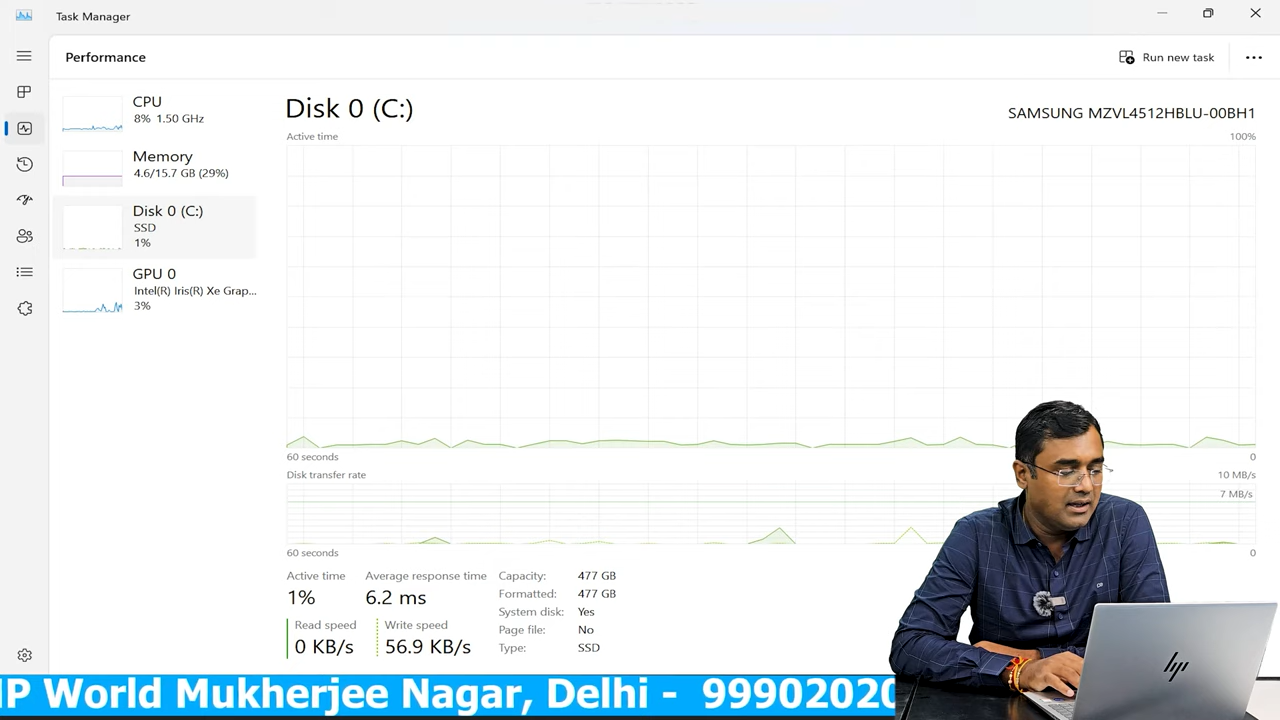 Task Manager
Performance
Run new task
CPU
8% 1.50 GHz
Memory
4.6/15.7 GB (29%)
Disk 0 (C:)
SSD
1%
GPU 0
Intel(R) Iris(R) Xe Grap...
3%
Disk 0 (C:)
SAMSUNG MZVL4512HBLU-00BH1
Active time
100%
60 seconds
0
Disk transfer rate
10 MB/s
7 MB/s
60 seconds
0
Active time
1%
Average response time
6.2 ms
Read speed
0 KB/s
Write speed
56.9 KB/s
Capacity: 477 GB
Formatted: 477 GB
System disk: Yes
Page file: No
Type: SSD
hp
HP World Mukherjee Nagar, Delhi - 99902020